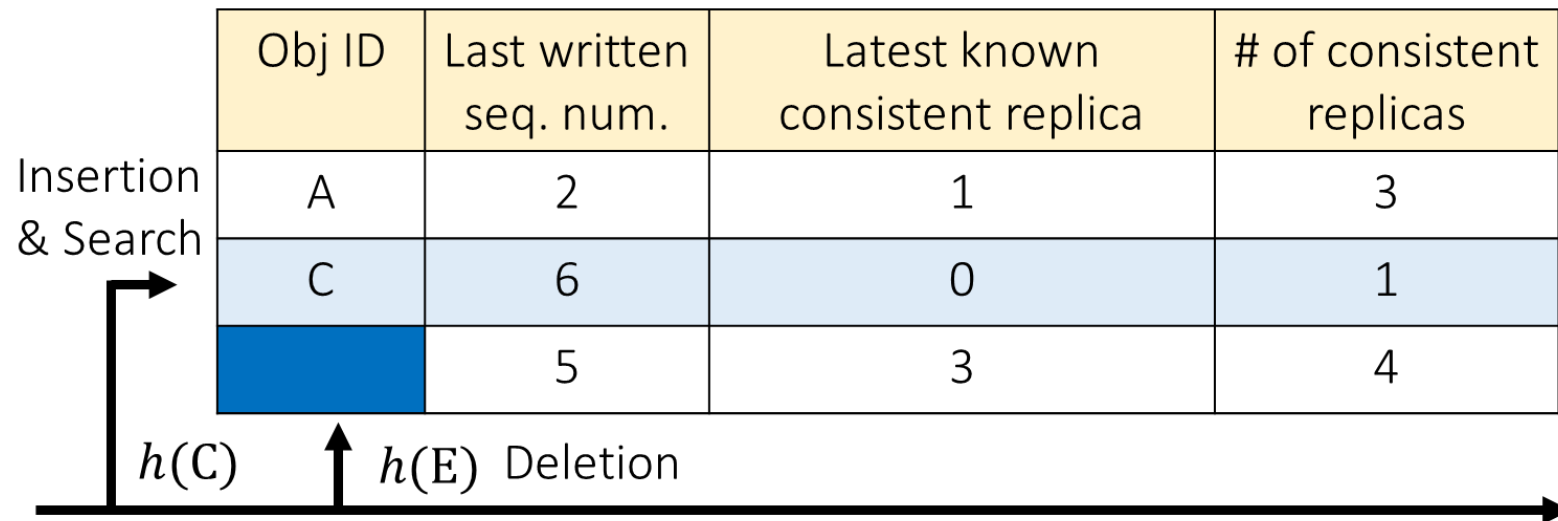 Obj ID
Last written
seq. num.
Latest known
consistent replica
# of consistent
replicas
Insertion
& Search
A 2 1 3
C 6 0 1
5 3 4
h(C)
h(E) Deletion